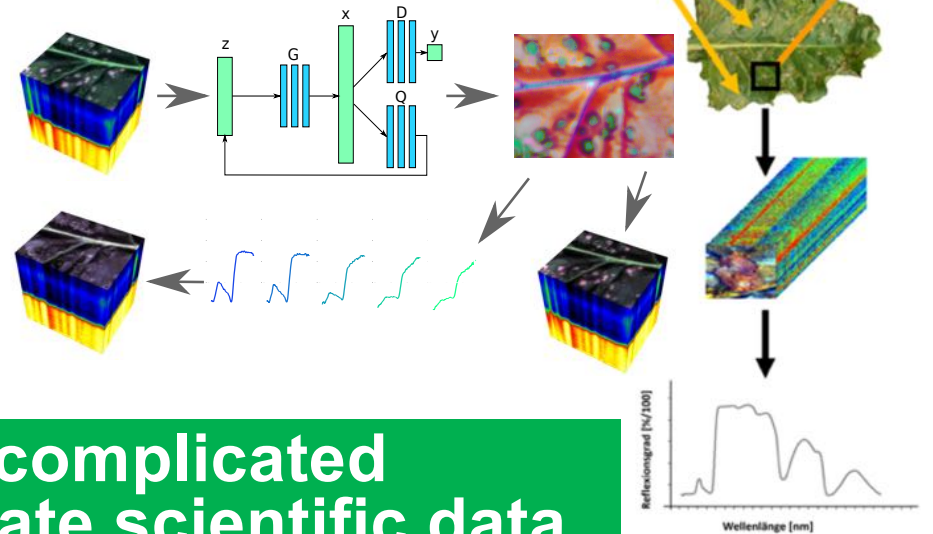 z
G
x
D
y
Q
Reflexionsgrad [%/100]
Wellenlänge [nm]
complicated
ate scientific data